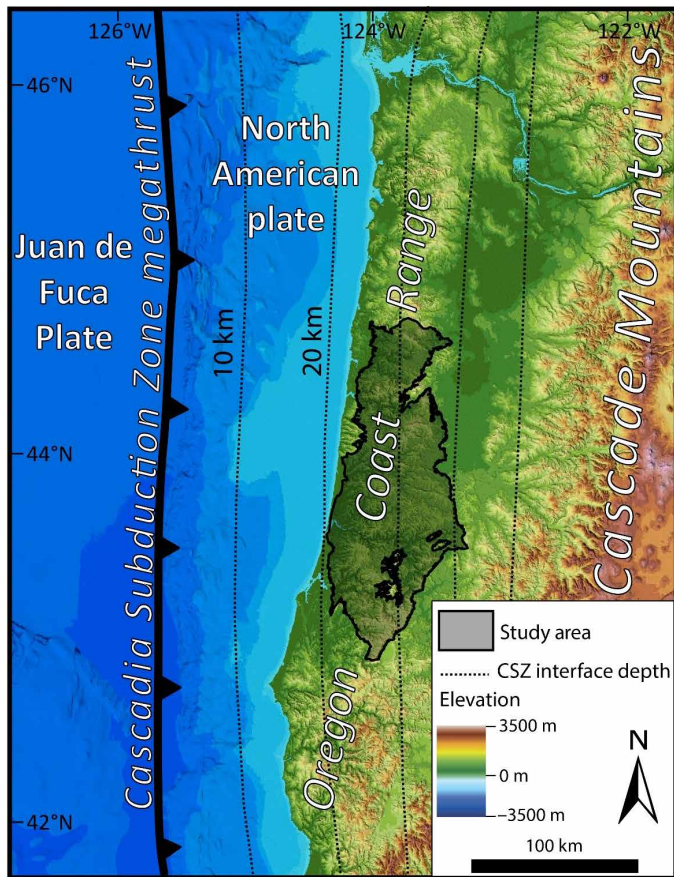 126°W
124°W
122°W
46°N
44°N
42°N
Juan de
Fuca
Plate
Cascadia Subduction Zone megathrust
North
American
plate
10 km
20 km
Oregon Coast Range
Cascade Mountains
Study area
CSZ interface depth
Elevation
3500 m
0 m
−3500 m
N
100 km